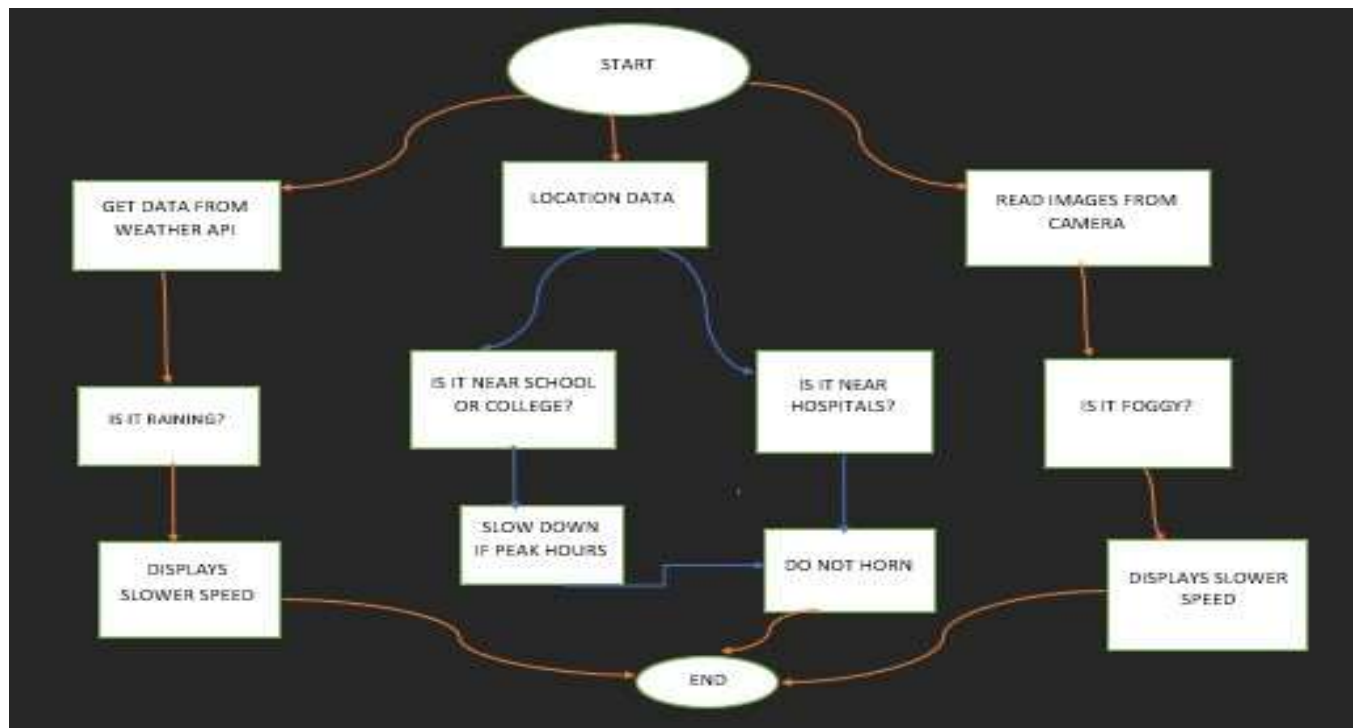 START
GET DATA FROM
WEATHER API
LOCATION DATA
READ IMAGES FROM
CAMERA
IS IT RAINING?
IS IT NEAR SCHOOL
OR COLLEGE?
IS IT NEAR
HOSPITALS?
IS IT FOGGY?
DISPLAYS
SLOWER SPEED
SLOW DOWN
IF PEAK HOURS
DO NOT HORN
DISPLAYS SLOWER
SPEED
END